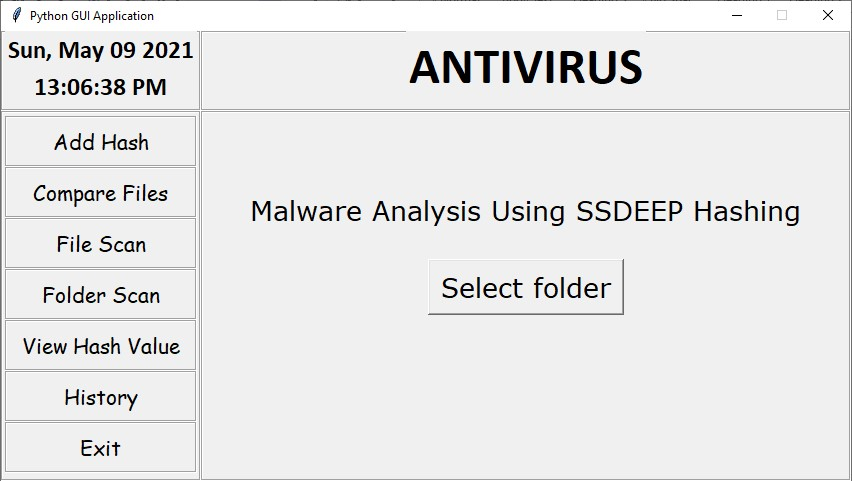 Python GUI Application
Sun, May 09 2021
13:06:38 PM
ANTIVIRUS
Add Hash
Compare Files
File Scan
Folder Scan
View Hash Value
History
Exit
Malware Analysis Using SSDEEP Hashing
Select folder